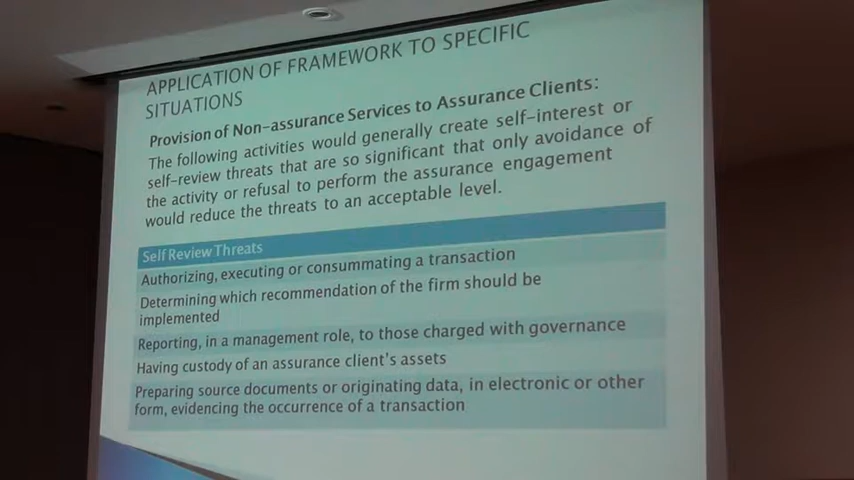 APPLICATION OF FRAMEWORK TO SPECIFIC
SITUATIONS
Provision of Non-assurance Services to Assurance Clients:
The following activities would generally create self-interest or
self-review threats that are so significant that only avoidance of
the activity or refusal to perform the assurance engagement
would reduce the threats to an acceptable level.
Self Review Threats
Authorizing, executing or consummating a transaction
Determining which recommendation of the firm should be
implemented
Reporting, in a management role, to those charged with governance
Having custody of an assurance client's assets
Preparing source documents or originating data, in electronic or other
form, evidencing the occurrence of a transaction